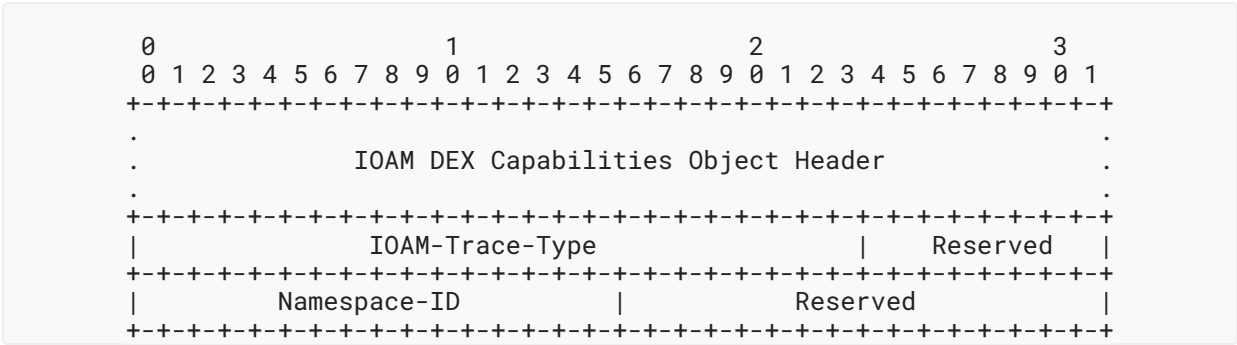 0                   1                   2                   3
 0 1 2 3 4 5 6 7 8 9 0 1 2 3 4 5 6 7 8 9 0 1 2 3 4 5 6 7 8 9 0 1
+-+-+-+-+-+-+-+-+-+-+-+-+-+-+-+-+-+-+-+-+-+-+-+-+-+-+-+-+-+-+-+-+
.                                                               .
.              IOAM DEX Capabilities Object Header              .
.                                                               .
+-+-+-+-+-+-+-+-+-+-+-+-+-+-+-+-+-+-+-+-+-+-+-+-+-+-+-+-+-+-+-+-+
|               IOAM-Trace-Type                 |    Reserved   |
+-+-+-+-+-+-+-+-+-+-+-+-+-+-+-+-+-+-+-+-+-+-+-+-+-+-+-+-+-+-+-+-+
|         Namespace-ID          |           Reserved            |
+-+-+-+-+-+-+-+-+-+-+-+-+-+-+-+-+-+-+-+-+-+-+-+-+-+-+-+-+-+-+-+-+